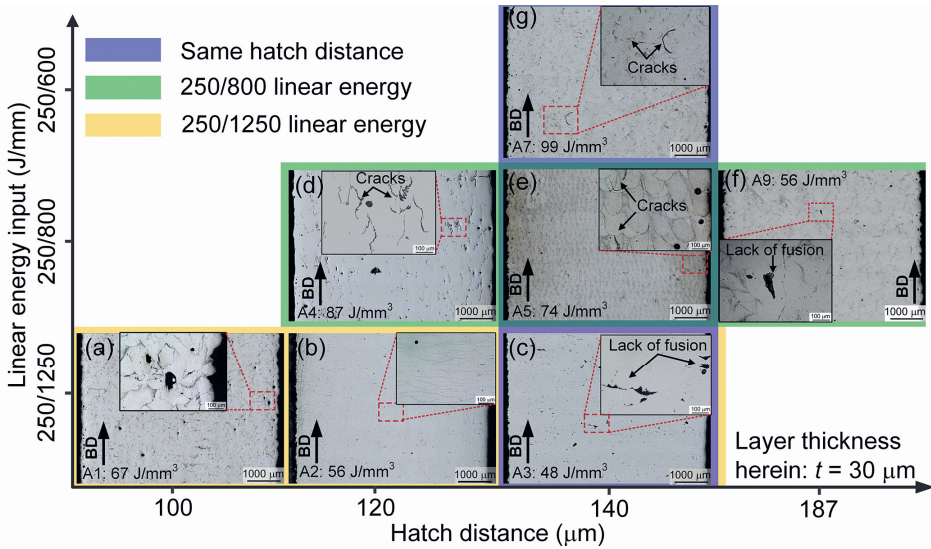 Same hatch distance
250/800 linear energy
250/1250 linear energy
Linear energy input (J/mm)
250/600
250/800
250/1250
(g)
Cracks
100 µm
BD
A7: 99 J/mm³
1000 µm
(d)
Cracks
100 µm
BD
A4: 87 J/mm³
1000 µm
(e)
Cracks
100 µm
BD
A5: 74 J/mm³
1000 µm
(f)
A9: 56 J/mm³
Lack of fusion
100 µm
BD
1000 µm
(a)
100 µm
BD
A1: 67 J/mm³
1000 µm
(b)
100 µm
BD
A2: 56 J/mm³
1000 µm
(c)
Lack of fusion
100 µm
BD
A3: 48 J/mm³
1000 µm
Layer thickness
herein: t = 30 µm
100
120
140
187
Hatch distance (µm)